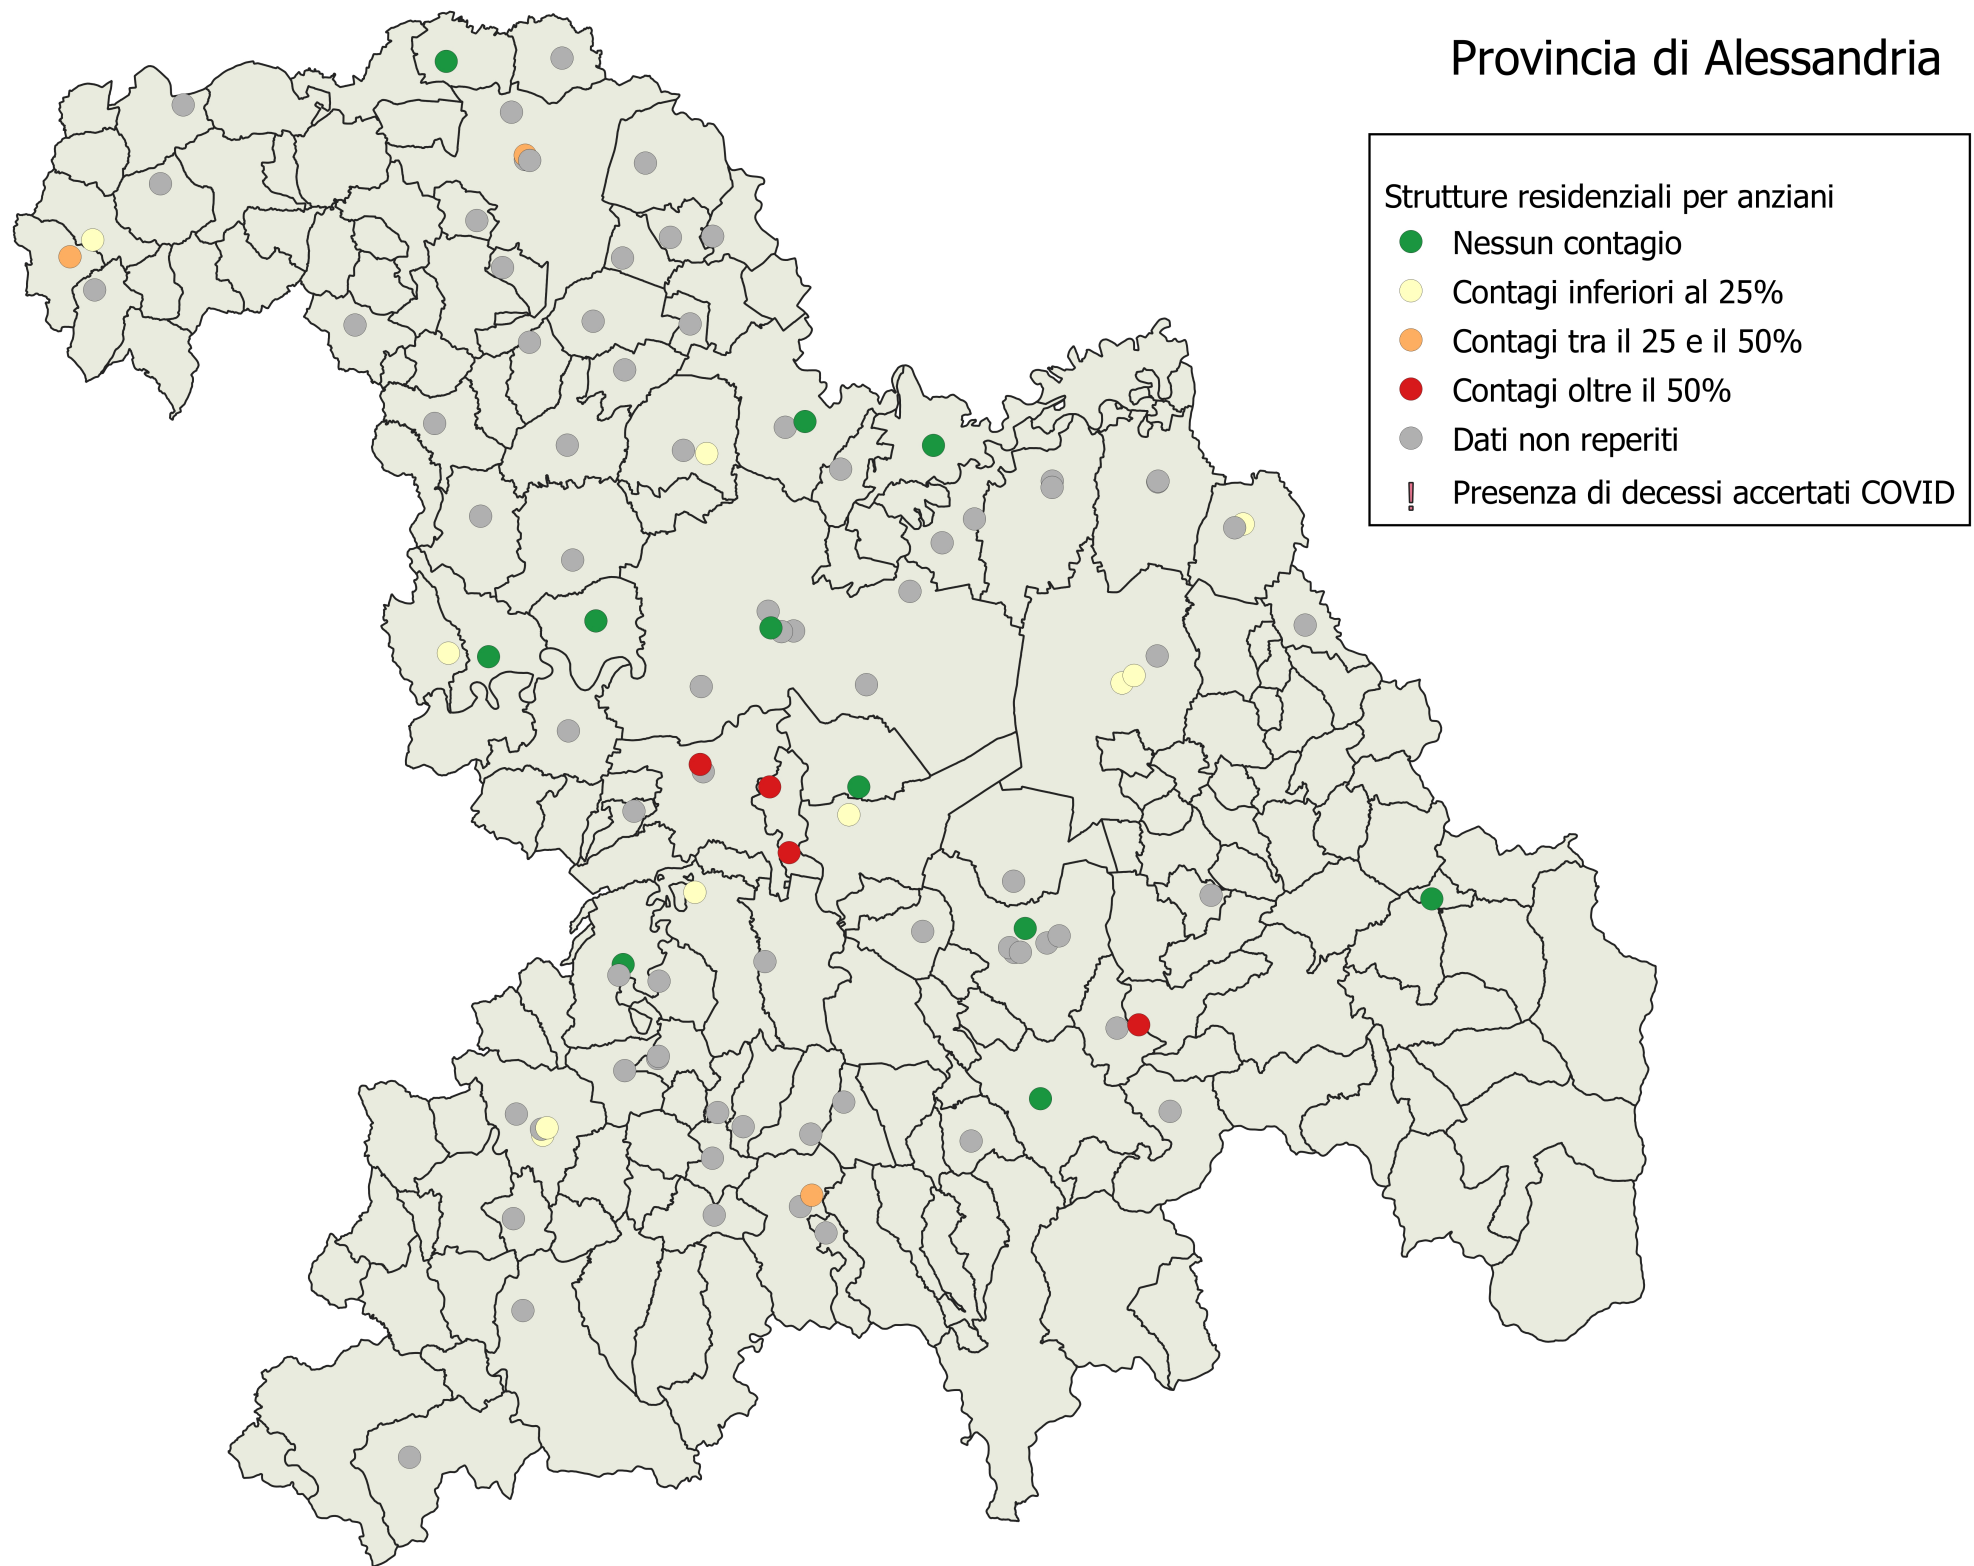 Provincia di Alessandria
Strutture residenziali per anziani
Nessun contagio
Contagi inferiori al 25%
Contagi tra il 25 e il 50%
Contagi oltre il 50%
Dati non reperiti
! Presenza di decessi accertati COVID